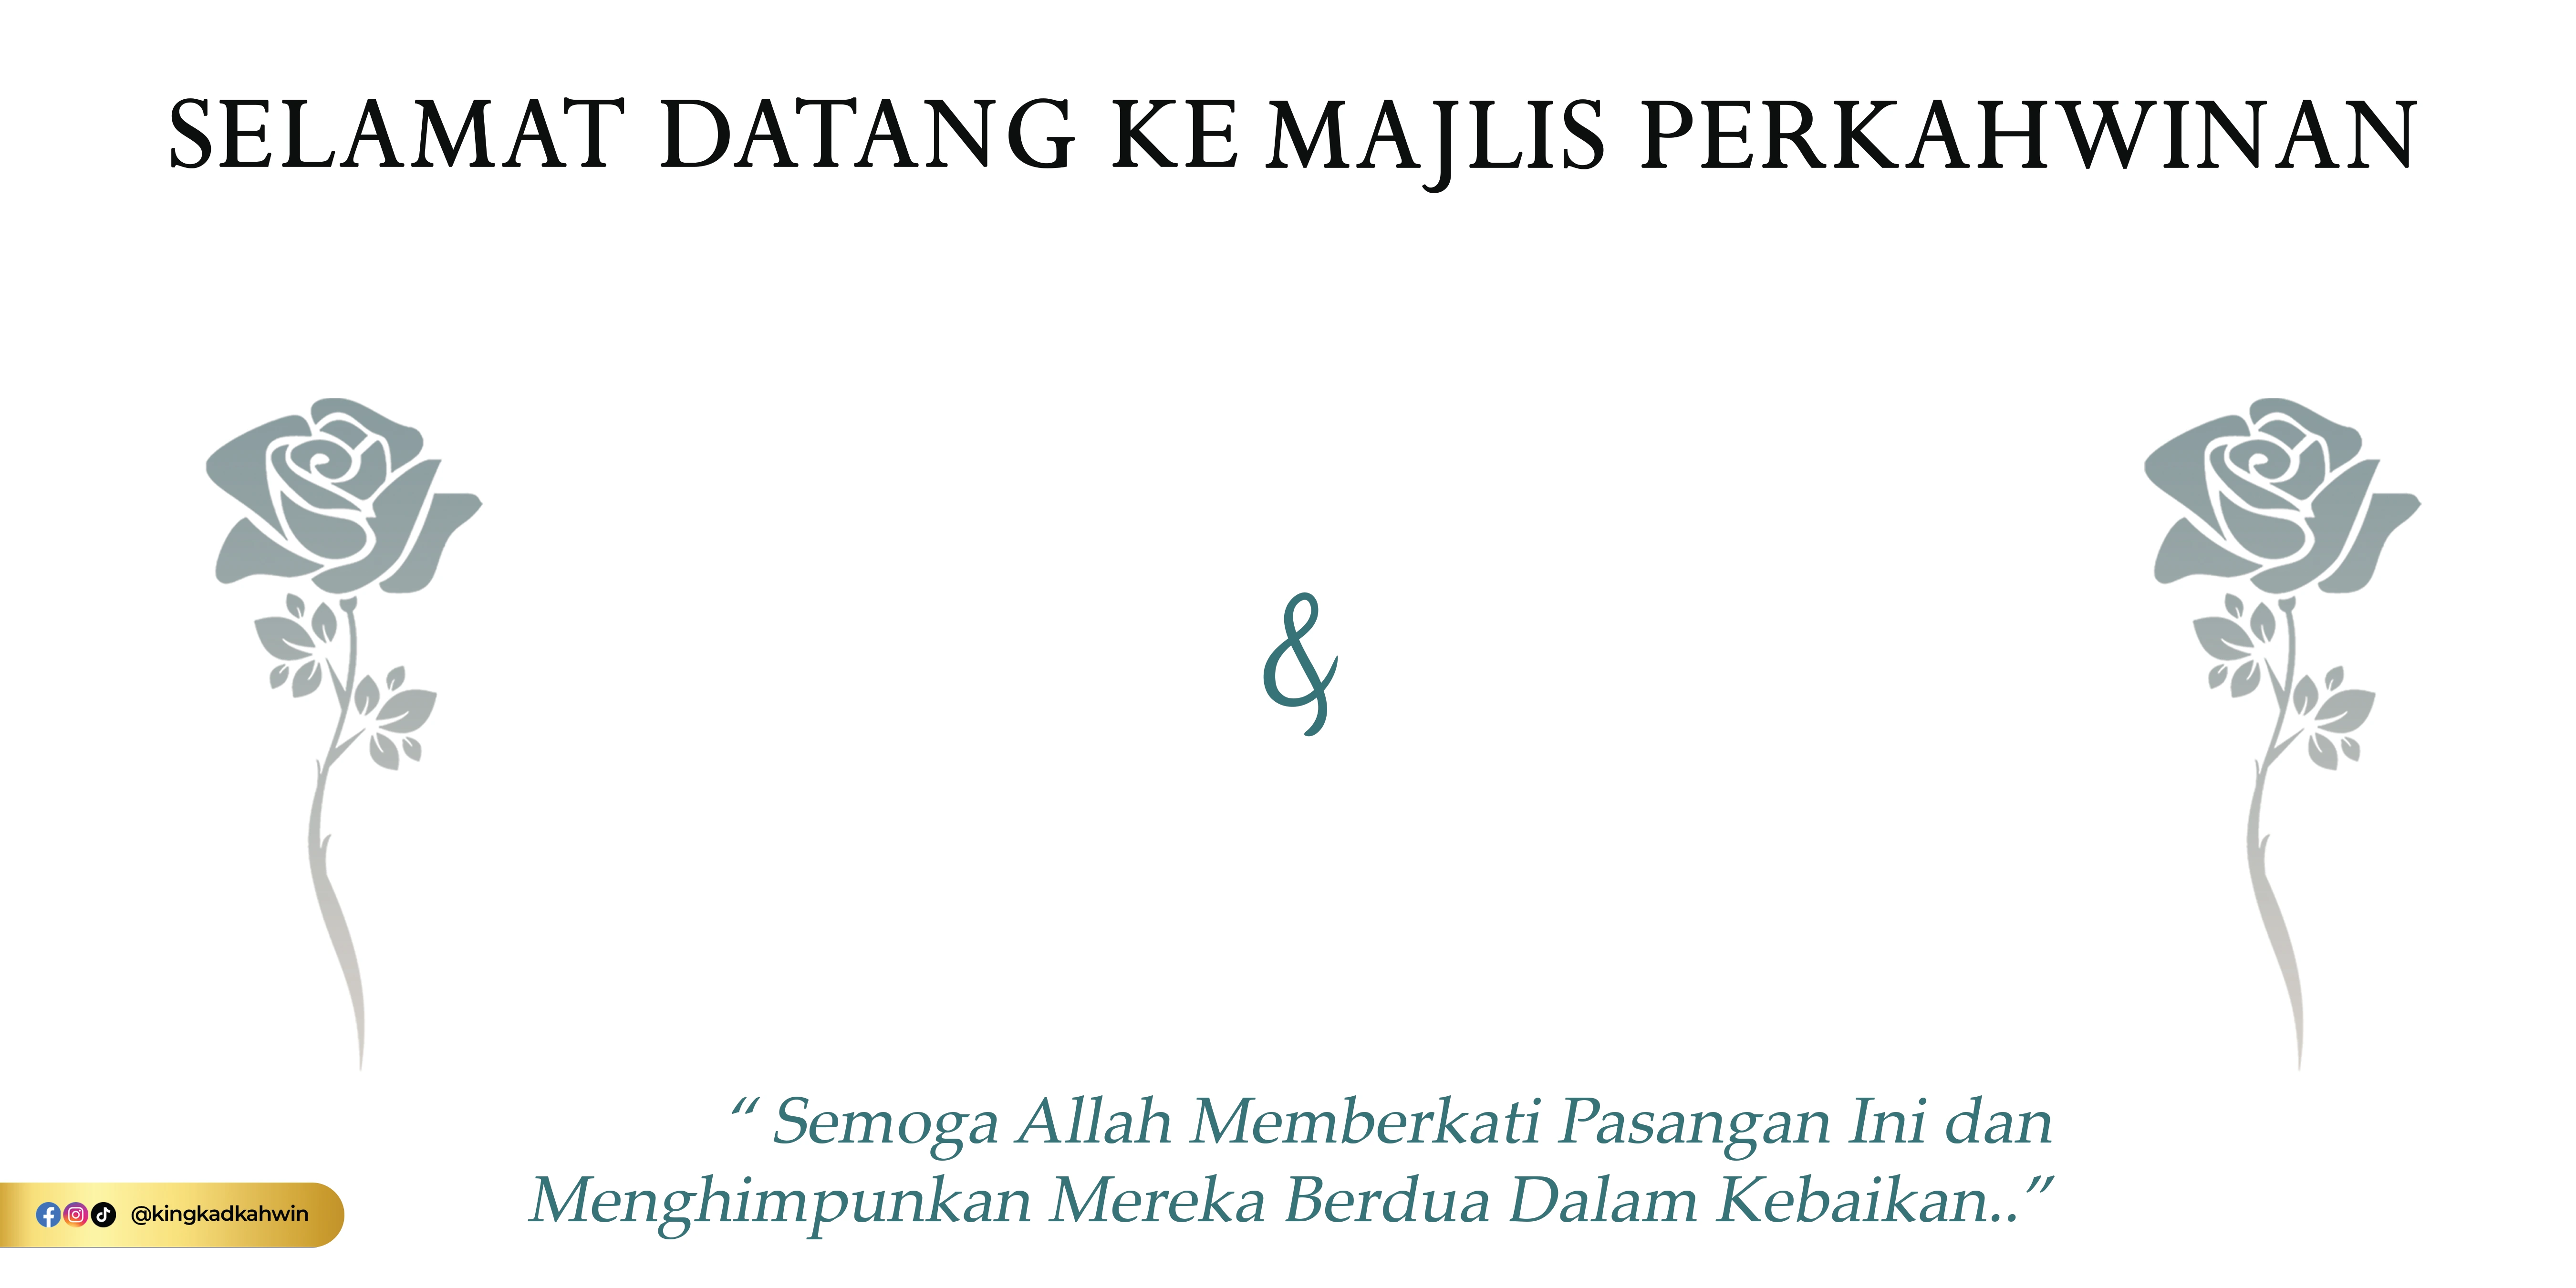 SELAMAT DATANG KE MAJLIS PERKAHWINAN
&
“ Semoga Allah Memberkati Pasangan Ini dan
Menghimpunkan Mereka Berdua Dalam Kebaikan..”
@kingkadkahwin